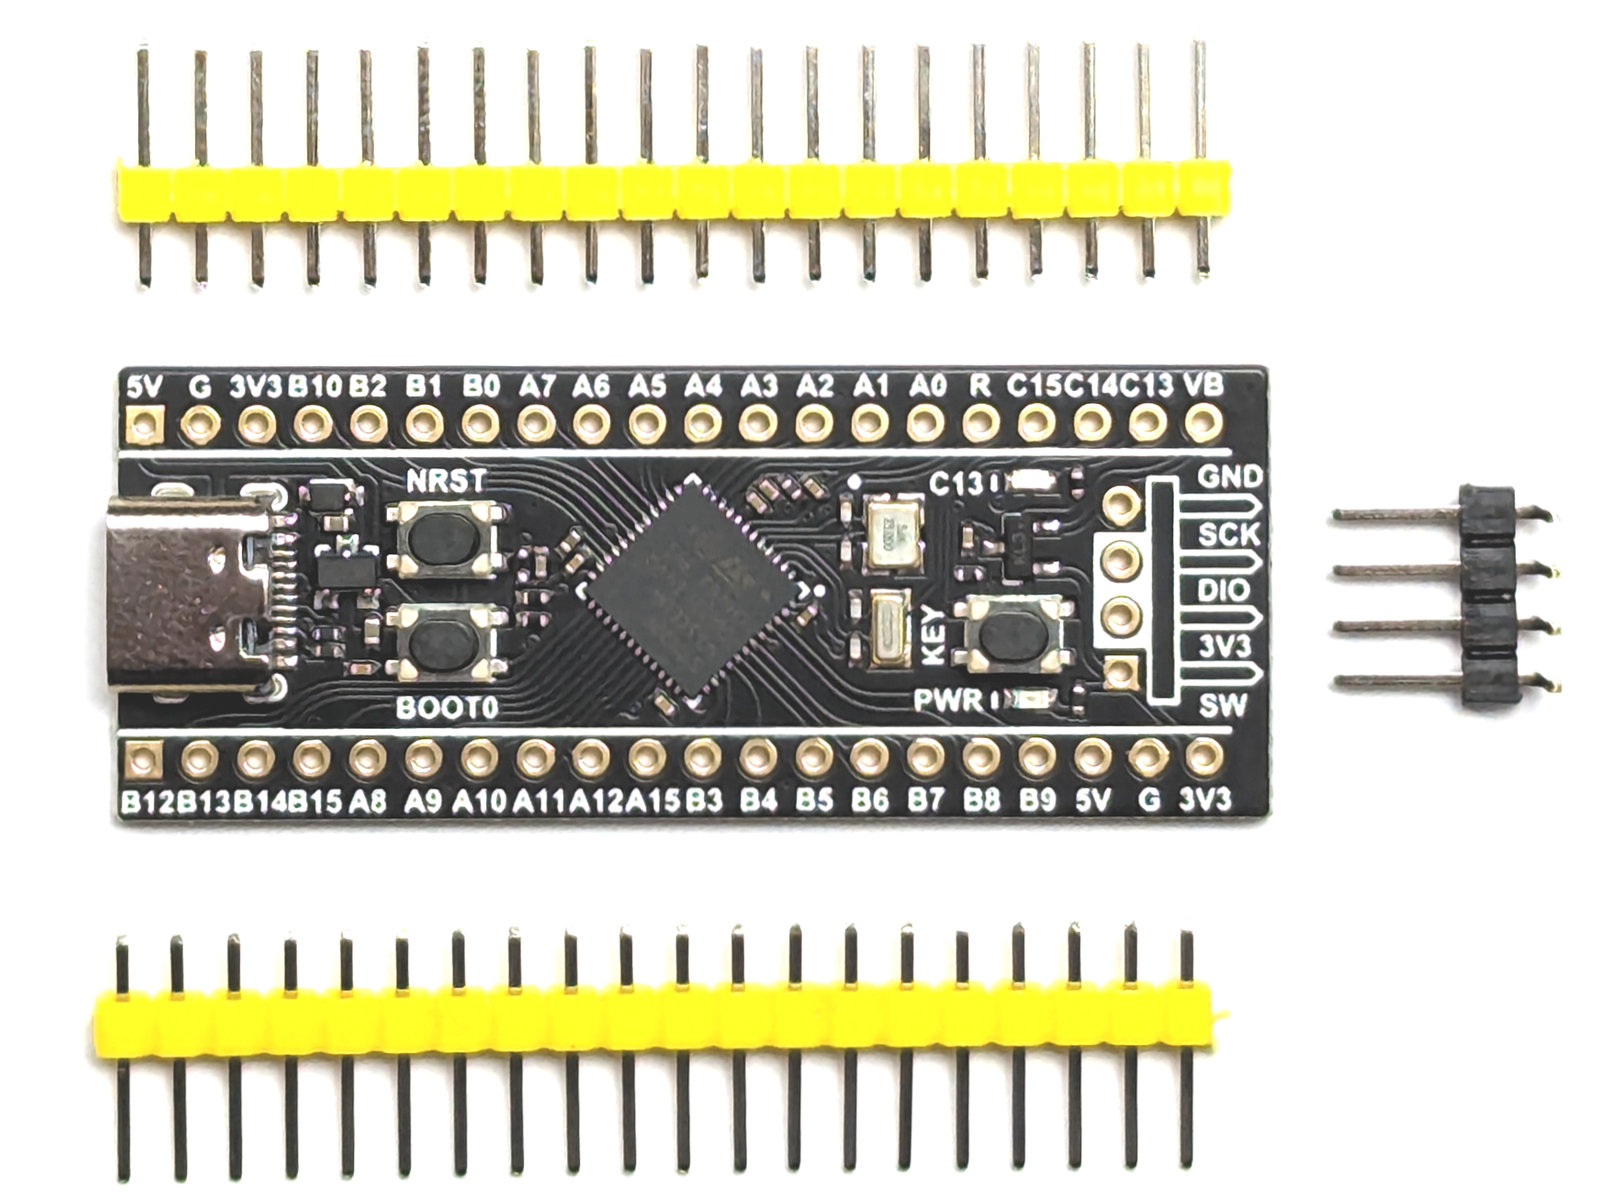 5V G 3V3 B10 B2 B1 B0 A7 A6 A5 A4 A3 A2 A1 A0 R C15 C14 C13 VB
NRST
C13
GND
SCK
DIO
3V3
SW
KEY
BOOT0
PWR
B12 B13 B14 B15 A8 A9 A10 A11 A12 A15 B3 B4 B5 B6 B7 B8 B9 5V G 3V3